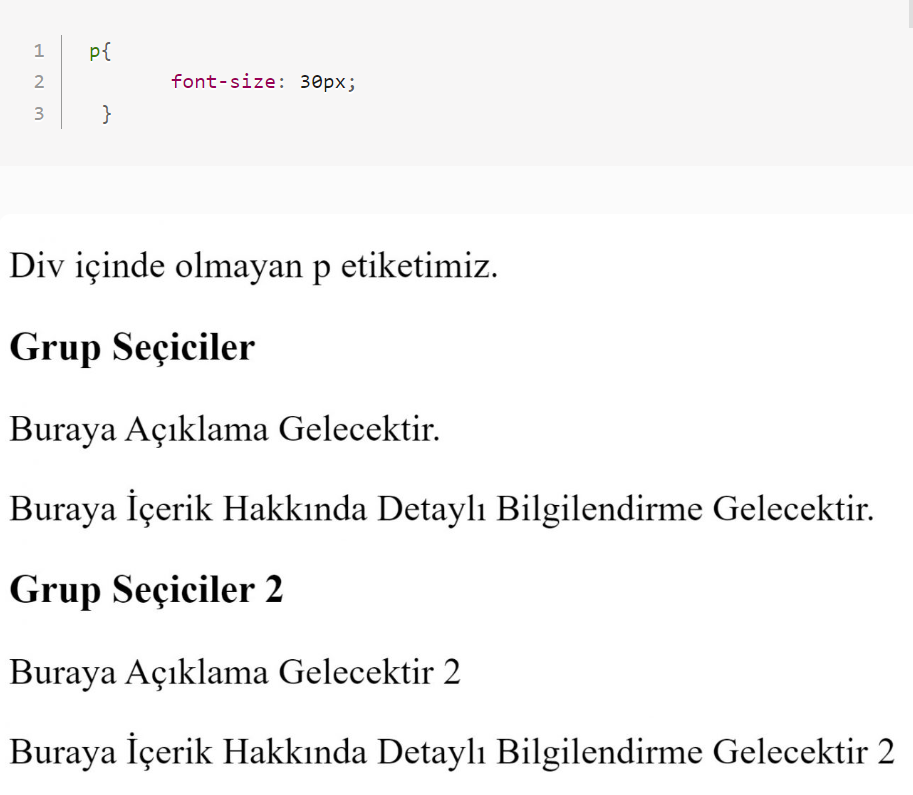 1 p{
2 font-size: 30px;
3 }
Div içinde olmayan p etiketimiz.
Grup Seçiciler
Buraya Açıklama Gelecektir.
Buraya İçerik Hakkında Detaylı Bilgilendirme Gelecektir.
Grup Seçiciler 2
Buraya Açıklama Gelecektir 2
Buraya İçerik Hakkında Detaylı Bilgilendirme Gelecektir 2